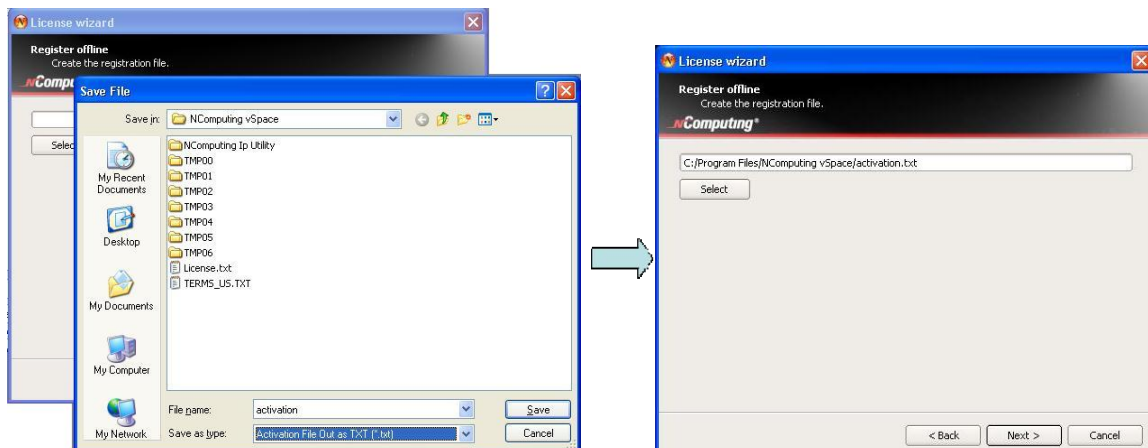 License wizard
Register offline
Create the registration file.
NCompu
Selec
Save File
Save in:
NComputing vSpace
My Recent Documents
Desktop
My Documents
My Computer
My Network
NComputing Ip Utility
TMP00
TMP01
TMP02
TMP03
TMP04
TMP05
TMP06
License.txt
TERMS_US.TXT
File name:
activation
Save
Save as type:
Activation File Out as TXT (*.txt)
Cancel
License wizard
Register offline
Create the registration file.
NComputing®
C:/Program Files/NComputing vSpace/activation.txt
Select
< Back
Next >
Cancel